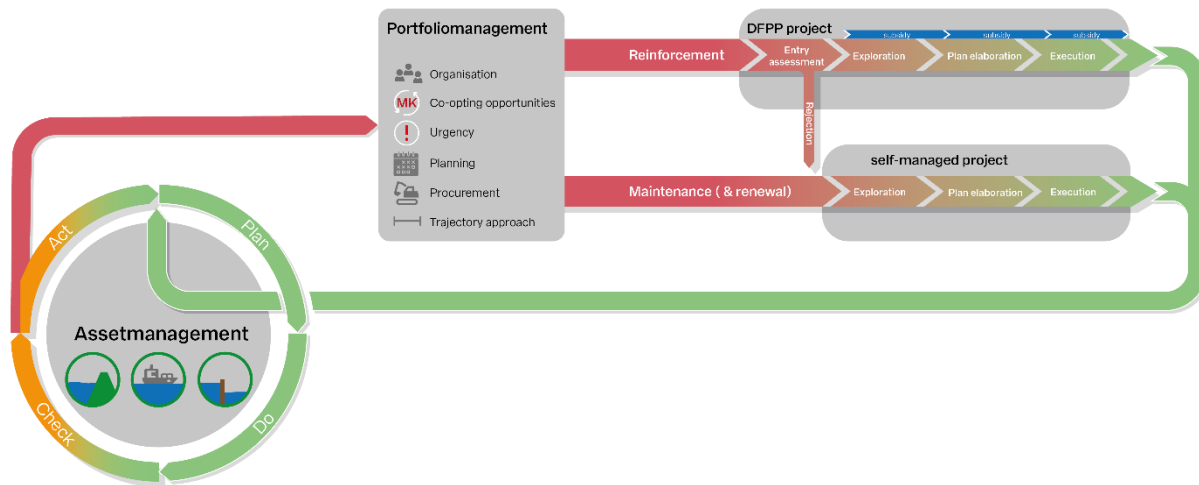 Portfoliomanagement
Organisation
MK
Co-opting opportunities
!
Urgency
Planning
Procurement
Trajectory approach
DFPP project
subsidy
subsidy
subsidy
Reinforcement
Entry
assessment
Exploration
Plan elaboration
Execution
Rejection
self-managed project
Maintenance ( & renewal)
Exploration
Plan elaboration
Execution
Act
Plan
Assetmanagement
Check
Do